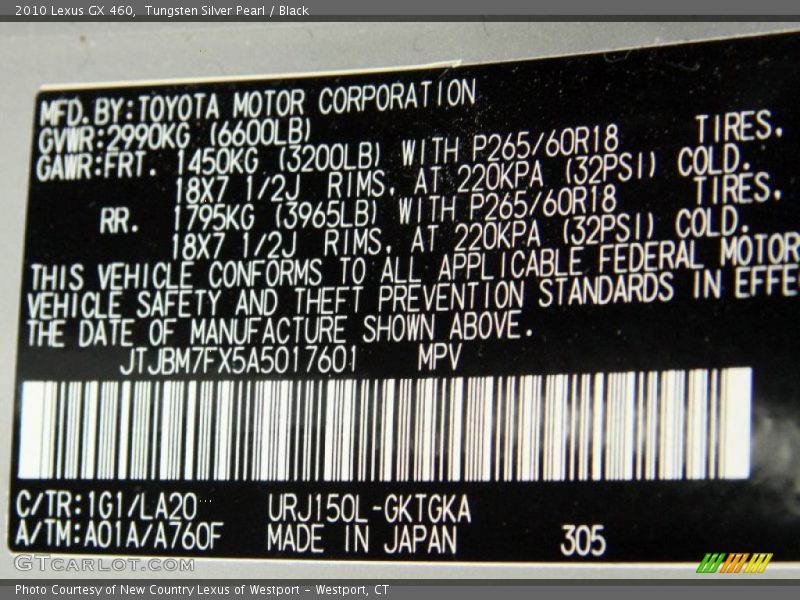 2010 Lexus GX 460, Tungsten Silver Pearl / Black
MFD. BY: TOYOTA MOTOR CORPORATION
GVWR: 2990KG (6600LB)
GAWR: FRT. 1450KG (3200LB) WITH P265/60R18 TIRES,
18X7 1/2J RIMS, AT 220KPA (32PSI) COLD.
RR. 1795KG (3965LB) WITH P265/60R18 TIRES,
18X7 1/2J RIMS, AT 220KPA (32PSI) COLD.
THIS VEHICLE CONFORMS TO ALL APPLICABLE FEDERAL MOTOR
VEHICLE SAFETY AND THEFT PREVENTION STANDARDS IN EFFE
THE DATE OF MANUFACTURE SHOWN ABOVE.
JTJBM7FX5A5017601 MPV
C/TR: 1G1/LA20 URJ150L-GKTGKA
A/TM: A01A/A760F MADE IN JAPAN 305
GTCARLOT.COM
Photo Courtesy of New Country Lexus of Westport - Westport, CT